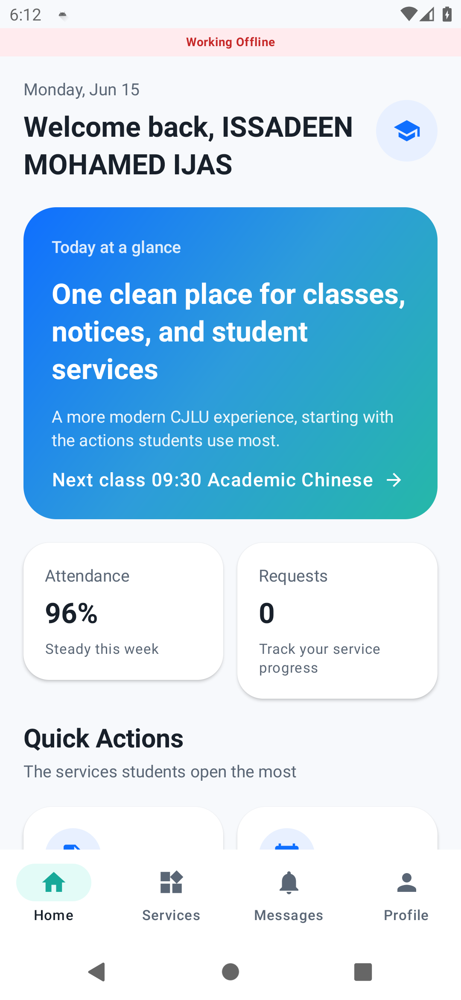 6:12
Working Offline
Monday, Jun 15
Welcome back, ISSADEEN
MOHAMED IJAS
Today at a glance
One clean place for classes,
notices, and student
services
A more modern CJLU experience, starting with
the actions students use most.
Next class 09:30 Academic Chinese
Attendance
96%
Steady this week
Requests
0
Track your service
progress
Quick Actions
The services students open the most
Home
Services
Messages
Profile